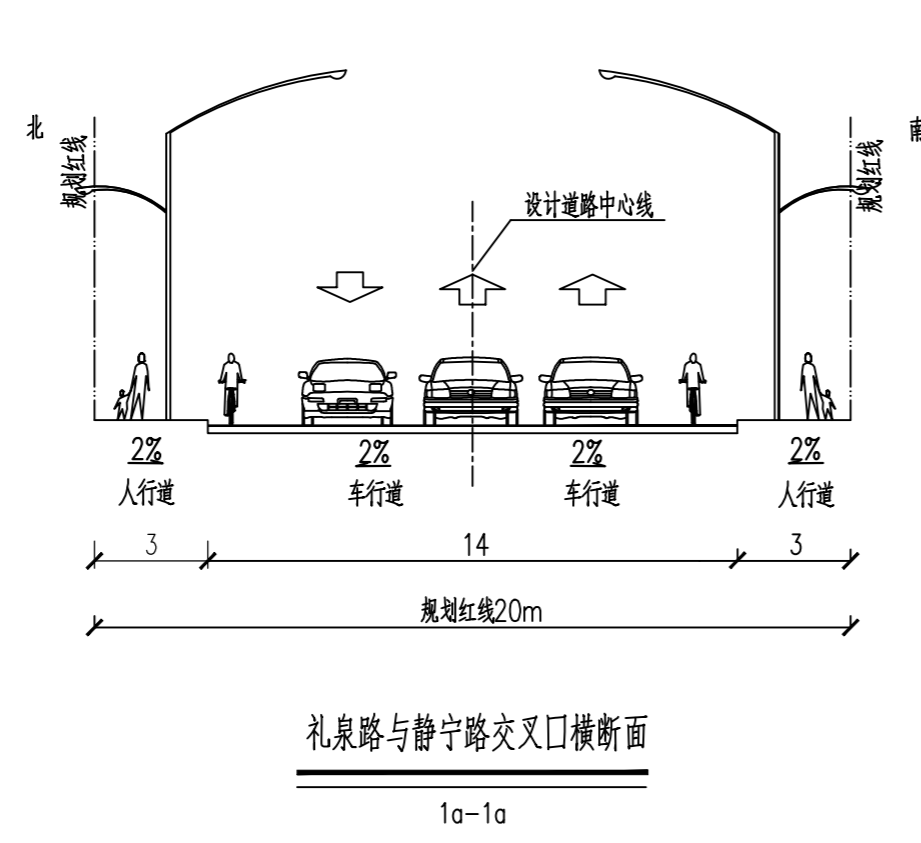 北
南
规划红线
规划红线
设计道路中心线
2%
2%
2%
2%
人行道
车行道
车行道
人行道
3
14
3
规划红线20m
礼泉路与静宁路交叉口横断面
1a-1a